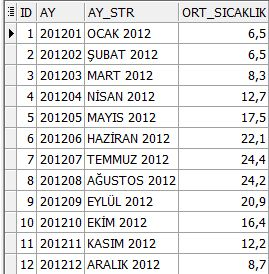 ID AY AY_STR ORT_SICAKLIK
1 201201 OCAK 2012 6,5
2 201202 ŞUBAT 2012 6,5
3 201203 MART 2012 8,3
4 201204 NİSAN 2012 12,7
5 201205 MAYIS 2012 17,5
6 201206 HAZİRAN 2012 22,1
7 201207 TEMMUZ 2012 24,4
8 201208 AĞUSTOS 2012 24,2
9 201209 EYLÜL 2012 20,9
10 201210 EKİM 2012 16,4
11 201211 KASIM 2012 12,2
12 201212 ARALIK 2012 8,7